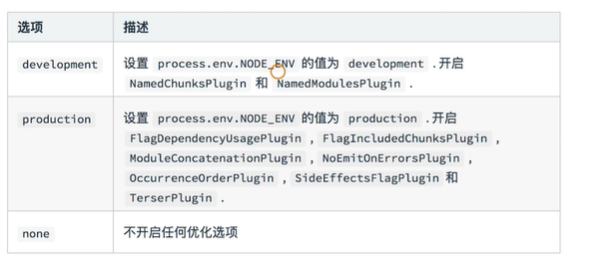 选项 描述
development 设置 process.env.NODE_ENV 的值为 development .开启
NamedChunksPlugin 和 NamedModulesPlugin .
production 设置 process.env.NODE_ENV 的值为 production .开启
FlagDependencyUsagePlugin , FlagIncludedChunksPlugin ,
ModuleConcatenationPlugin , NoEmitOnErrorsPlugin ,
OccurrenceOrderPlugin , SideEffectsFlagPlugin 和
TerserPlugin .
none 不开启任何优化选项